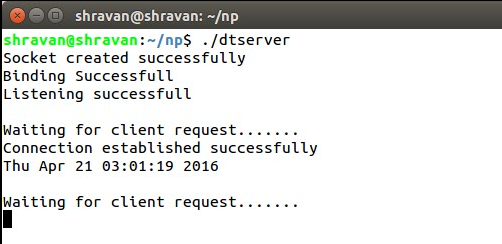 shravan@shravan: ~/np
shravan@shravan:~/np$ ./dtserver
Socket created successfully
Binding Successfull
Listening successfull
Waiting for client request.......
Connection established successfully
Thu Apr 21 03:01:19 2016
Waiting for client request.......